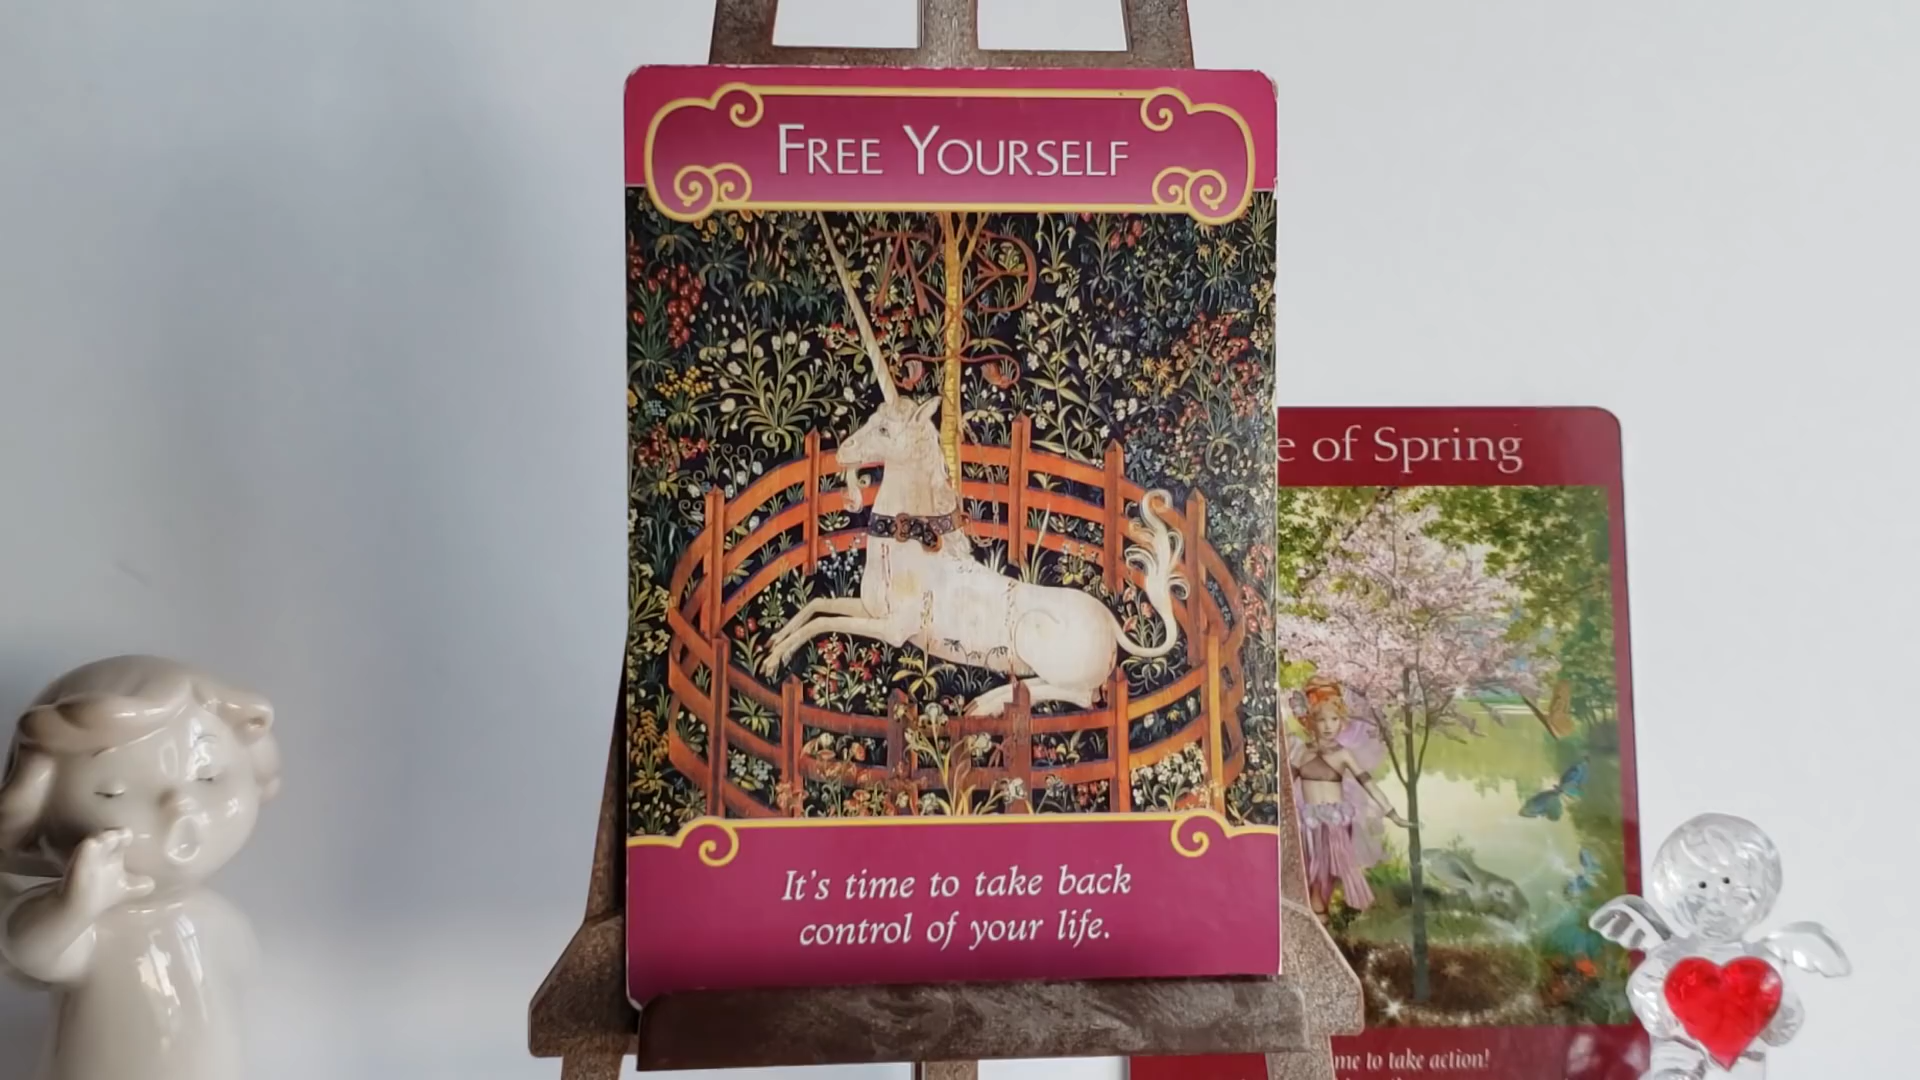 FREE YOURSELF
It's time to take back
control of your life.
of Spring
to take action!